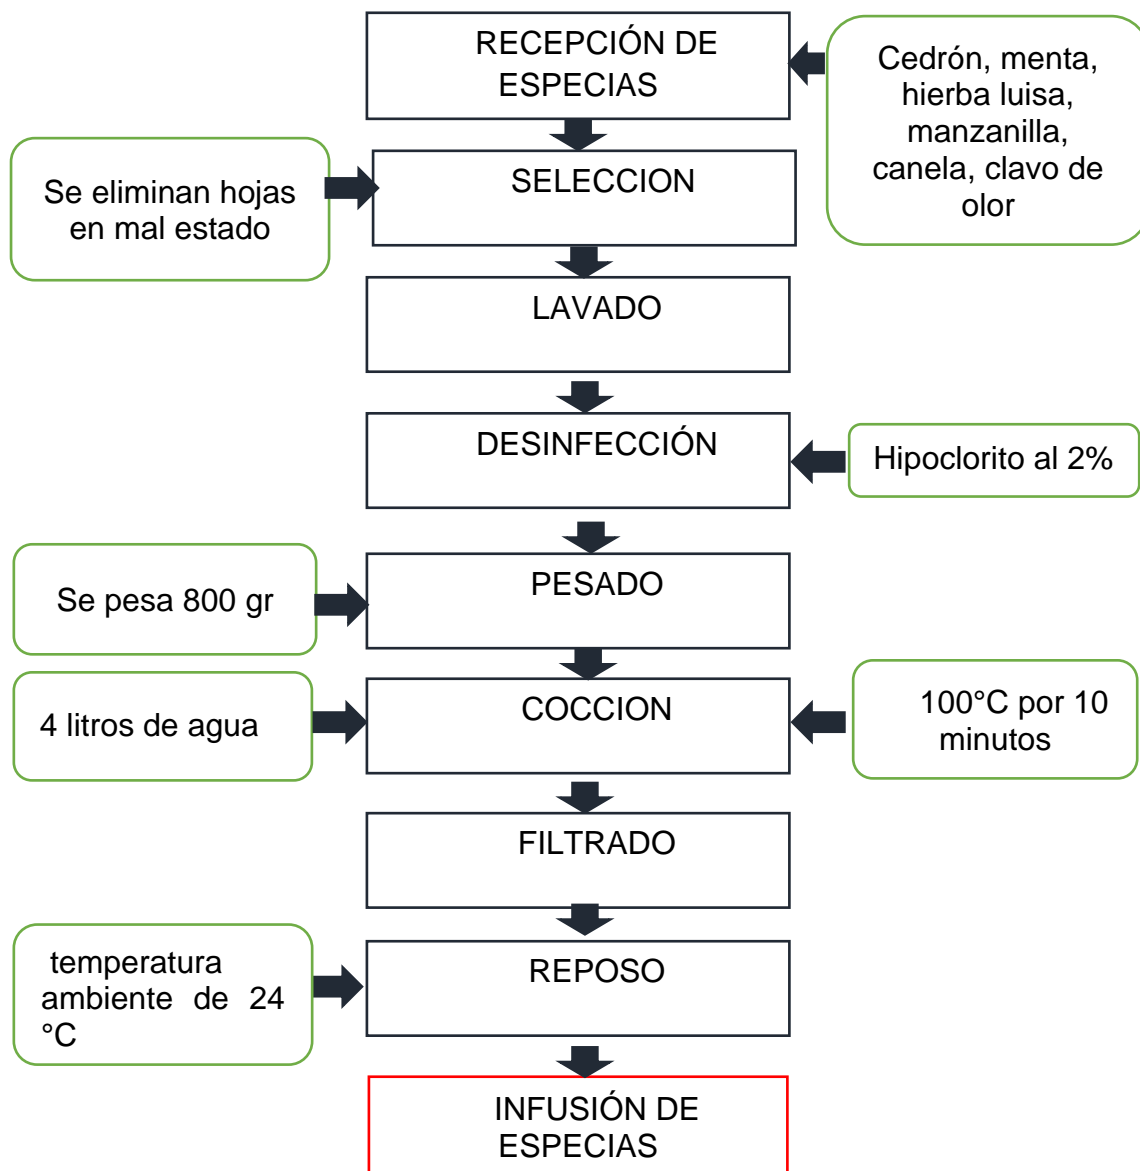 RECEPCIÓN DE
ESPECIAS
Cedrón, menta,
hierba luisa,
manzanilla,
canela, clavo de
olor
Se eliminan hojas
en mal estado
SELECCION
LAVADO
DESINFECCIÓN
Hipoclorito al 2%
Se pesa 800 gr
PESADO
4 litros de agua
COCCION
100°C por 10
minutos
FILTRADO
temperatura
ambiente de 24
°C
REPOSO
INFUSIÓN DE
ESPECIAS